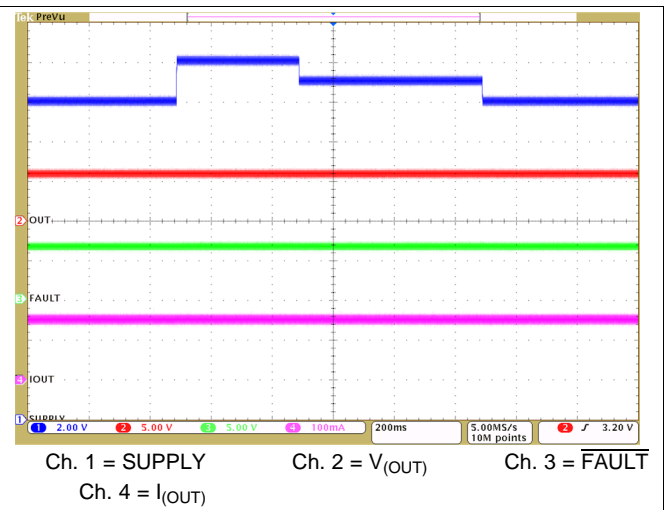 Tek PreVu
2 OUT
3 FAULT
4 IOUT
1 SUPPLY
1 2.00 V 2 5.00 V 3 5.00 V 4 100mA 200ms 5.00MS/s 2 ∫ 3.20 V
10M points
Ch. 1 = SUPPLY Ch. 2 = V(OUT) Ch. 3 = F̅A̅U̅L̅T̅
Ch. 4 = I(OUT)